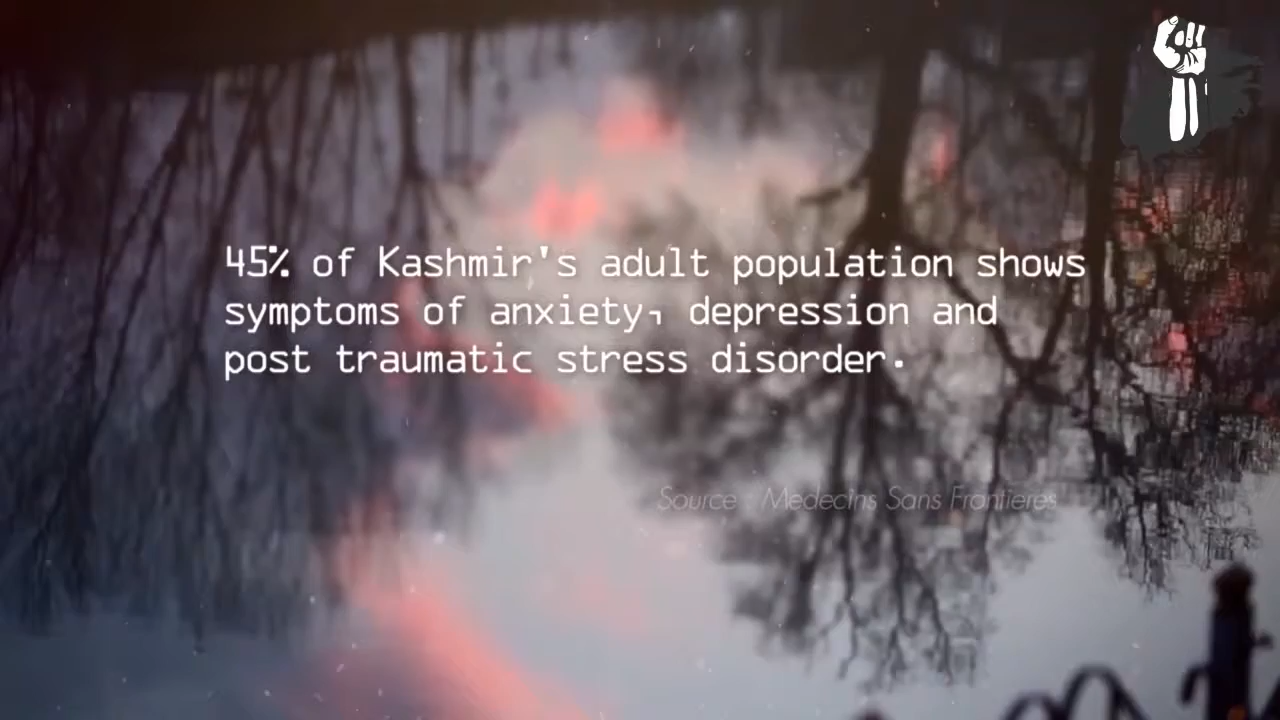 45% of Kashmir's adult population shows
symptoms of anxiety, depression and
post traumatic stress disorder.
Source : Medecins Sans Frontieres